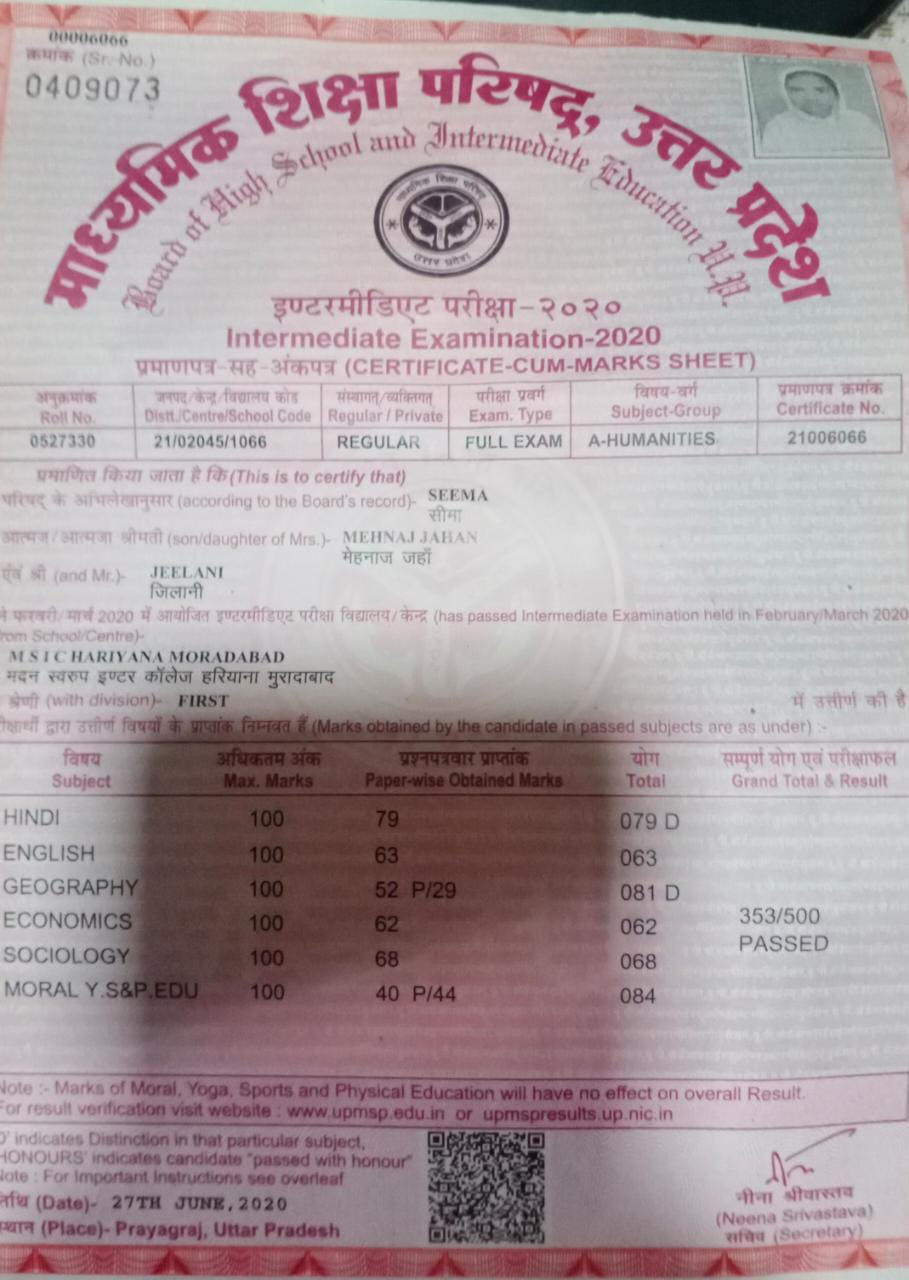 00006066
क्रमांक (Sr. No.)
0409073
माध्यमिक शिक्षा परिषद्, उत्तर प्रदेश
Board of High School and Intermediate Education U.P.
माध्यमिक शिक्षा परिषद्
उत्तर प्रदेश
इण्टरमीडिएट परीक्षा-२०२०
Intermediate Examination-2020
प्रमाणपत्र-सह-अंकपत्र (CERTIFICATE-CUM-MARKS SHEET)
अनुक्रमांक जनपद/केन्द्र/विद्यालय कोड संस्थागत/व्यक्तिगत परीक्षा प्रवर्ग विषय-वर्ग प्रमाणपत्र क्रमांक
Roll No. Distt./Centre/School Code Regular / Private Exam. Type Subject-Group Certificate No.
0527330 21/02045/1066 REGULAR FULL EXAM A-HUMANITIES 21006066
प्रमाणित किया जाता है कि (This is to certify that)
परिषद के अभिलेखानुसार (according to the Board's record)- SEEMA
सीमा
आत्मज/आत्मजा श्रीमती (son/daughter of Mrs.)- MEHNAJ JAHAN
मेहनाज जहाँ
एवं श्री (and Mr.)- JEELANI
जिलानी
ने फरवरी/मार्च 2020 में आयोजित इण्टरमीडिएट परीक्षा विद्यालय/केन्द्र (has passed Intermediate Examination held in February/March 2020
from School/Centre)-
M S I C HARIYANA MORADABAD
मदन स्वरुप इण्टर कॉलेज हरियाना मुरादाबाद
श्रेणी (with division)- FIRST में उत्तीर्ण की है
परीक्षार्थी द्वारा उत्तीर्ण विषयों के प्राप्तांक निम्नवत हैं (Marks obtained by the candidate in passed subjects are as under) :-
विषय अधिकतम अंक प्रश्नपत्रवार प्राप्तांक योग सम्पूर्ण योग एवं परीक्षाफल
Subject Max. Marks Paper-wise Obtained Marks Total Grand Total & Result
HINDI 100 79 079 D
ENGLISH 100 63 063
GEOGRAPHY 100 52 P/29 081 D
ECONOMICS 100 62 062 353/500
SOCIOLOGY 100 68 068 PASSED
MORAL Y.S&P.EDU 100 40 P/44 084
Note :- Marks of Moral, Yoga, Sports and Physical Education will have no effect on overall Result.
For result verification visit website : www.upmsp.edu.in or upmspresults.up.nic.in
'D' indicates Distinction in that particular subject,
'HONOURS' indicates candidate "passed with honour"
Note : For Important Instructions see overleaf
तिथि (Date)- 27TH JUNE, 2020
स्थान (Place)- Prayagraj, Uttar Pradesh
नीना श्रीवास्तव
(Neena Srivastava)
सचिव (Secretary)